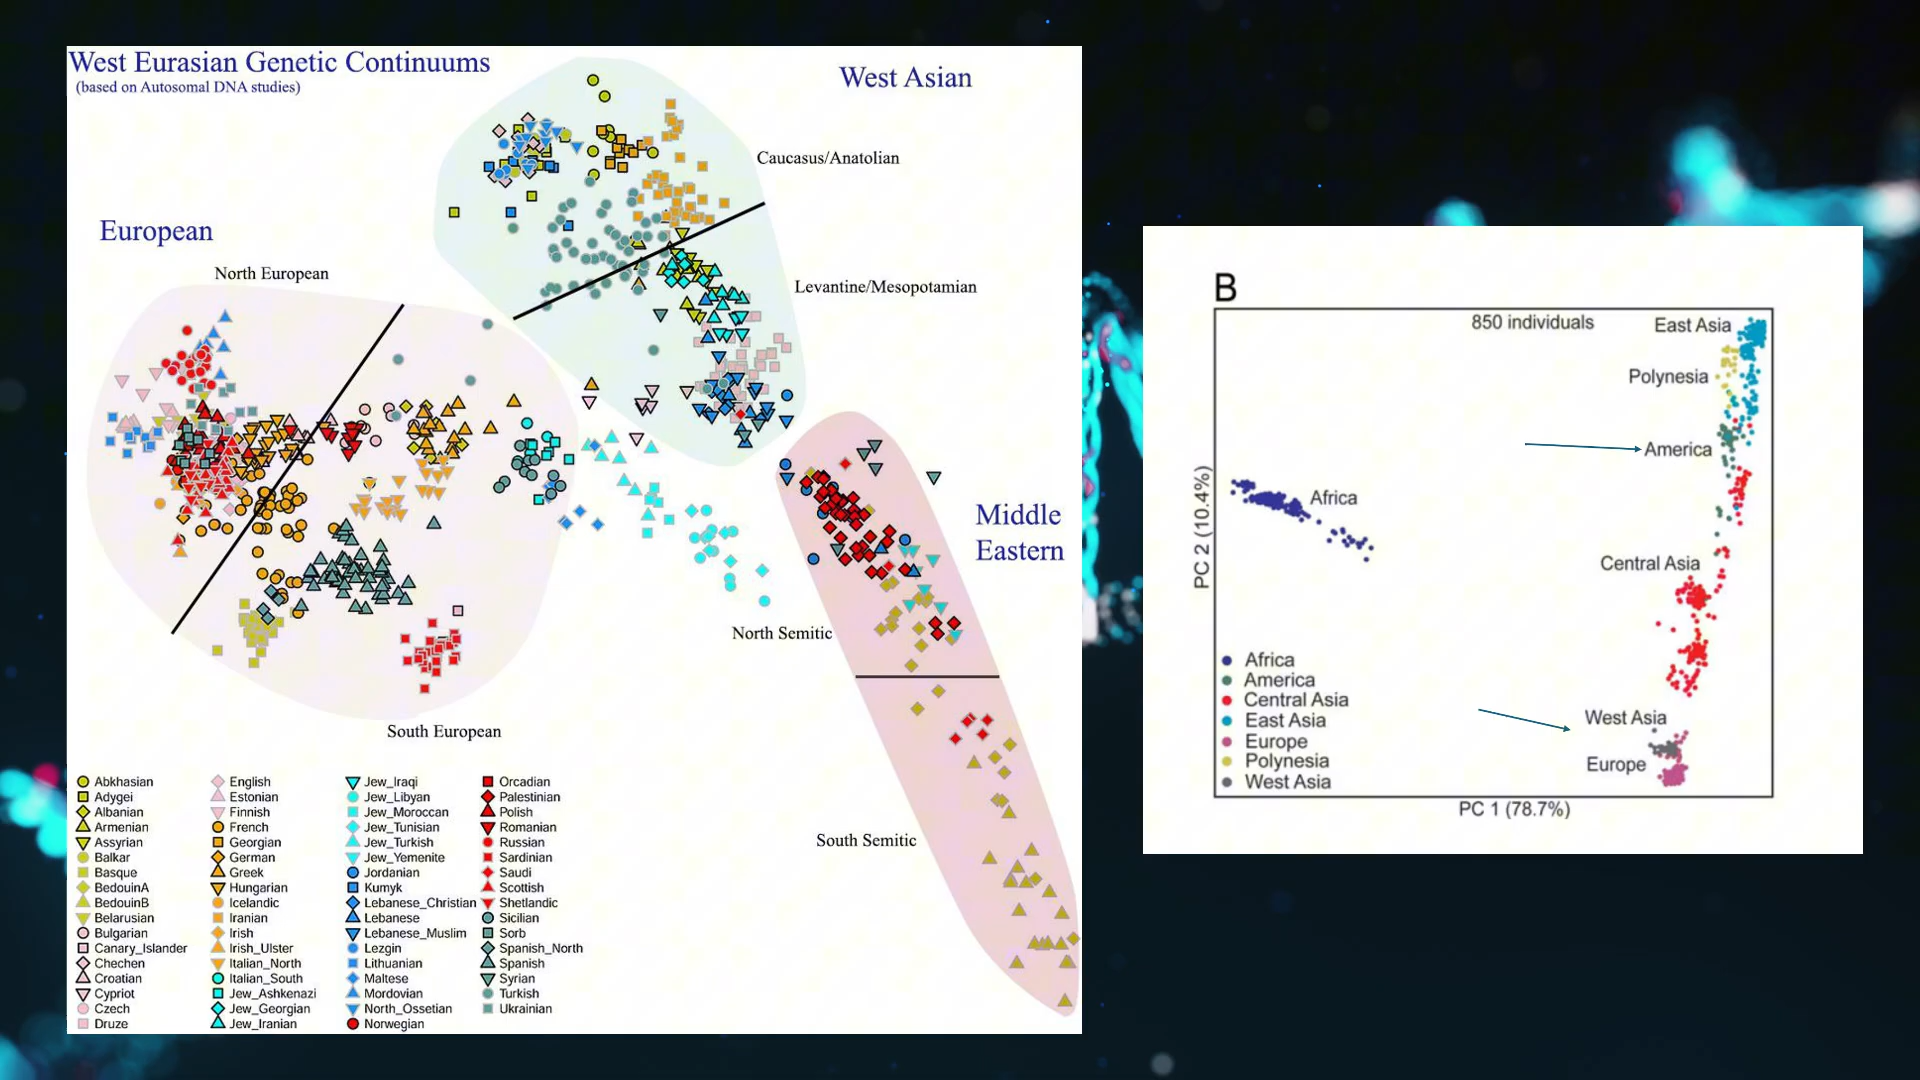 West Eurasian Genetic Continuums
(based on Autosomal DNA studies)
West Asian
Caucasus/Anatolian
European
North European
Levantine/Mesopotamian
Middle
Eastern
North Semitic
South European
South Semitic
Abkhasian
Adygei
Albanian
Armenian
Assyrian
Balkar
Basque
BedouinA
BedouinB
Belarusian
Bulgarian
Canary_Islander
Chechen
Croatian
Cypriot
Czech
Druze
English
Estonian
Finnish
French
Georgian
German
Greek
Hungarian
Icelandic
Iranian
Irish
Irish_Ulster
Italian_North
Italian_South
Jew_Ashkenazi
Jew_Georgian
Jew_Iranian
Jew_Iraqi
Jew_Libyan
Jew_Moroccan
Jew_Tunisian
Jew_Turkish
Jew_Yemenite
Jordanian
Kumyk
Lebanese_Christian
Lebanese
Lebanese_Muslim
Lezgin
Lithuanian
Maltese
Mordovian
North_Ossetian
Norwegian
Orcadian
Palestinian
Polish
Romanian
Russian
Sardinian
Saudi
Scottish
Shetlandic
Sicilian
Sorb
Spanish_North
Spanish
Syrian
Turkish
Ukrainian
B
850 individuals
East Asia
Polynesia
America
Africa
Central Asia
West Asia
Europe
PC 2 (10.4%)
Africa
America
Central Asia
East Asia
Europe
Polynesia
West Asia
PC 1 (78.7%)